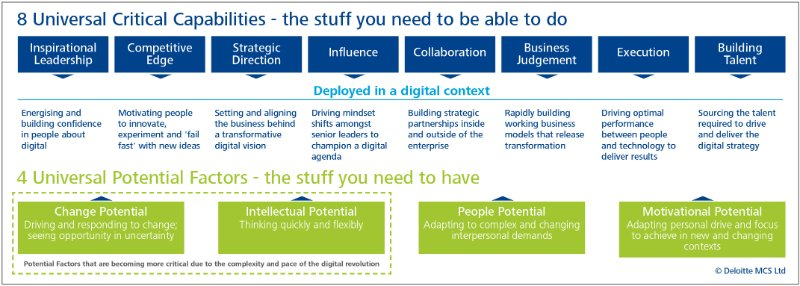 8 Universal Critical Capabilities - the stuff you need to be able to do
Inspirational
Leadership
Competitive
Edge
Strategic
Direction
Influence
Collaboration
Business
Judgement
Execution
Building
Talent
Deployed in a digital context
Energising and
building confidence
in people about
digital
Motivating people
to innovate,
experiment and 'fail
fast' with new ideas
Setting and aligning
the business behind
a transformative
digital vision
Driving mindset
shifts amongst
senior leaders to
champion a digital
agenda
Building strategic
partnerships inside
and outside of the
enterprise
Rapidly building
working business
models that release
transformation
Driving optimal
performance
between people
and technology to
deliver results
Sourcing the talent
required to drive
and deliver the
digital strategy
4 Universal Potential Factors - the stuff you need to have
Change Potential
Driving and responding to change;
seeing opportunity in uncertainty
Intellectual Potential
Thinking quickly and flexibly
People Potential
Adapting to complex and changing
interpersonal demands
Motivational Potential
Adapting personal drive and focus
to achieve in new and changing
contexts
Potential Factors that are becoming more critical due to the complexity and pace of the digital revolution
© Deloitte MCS Ltd